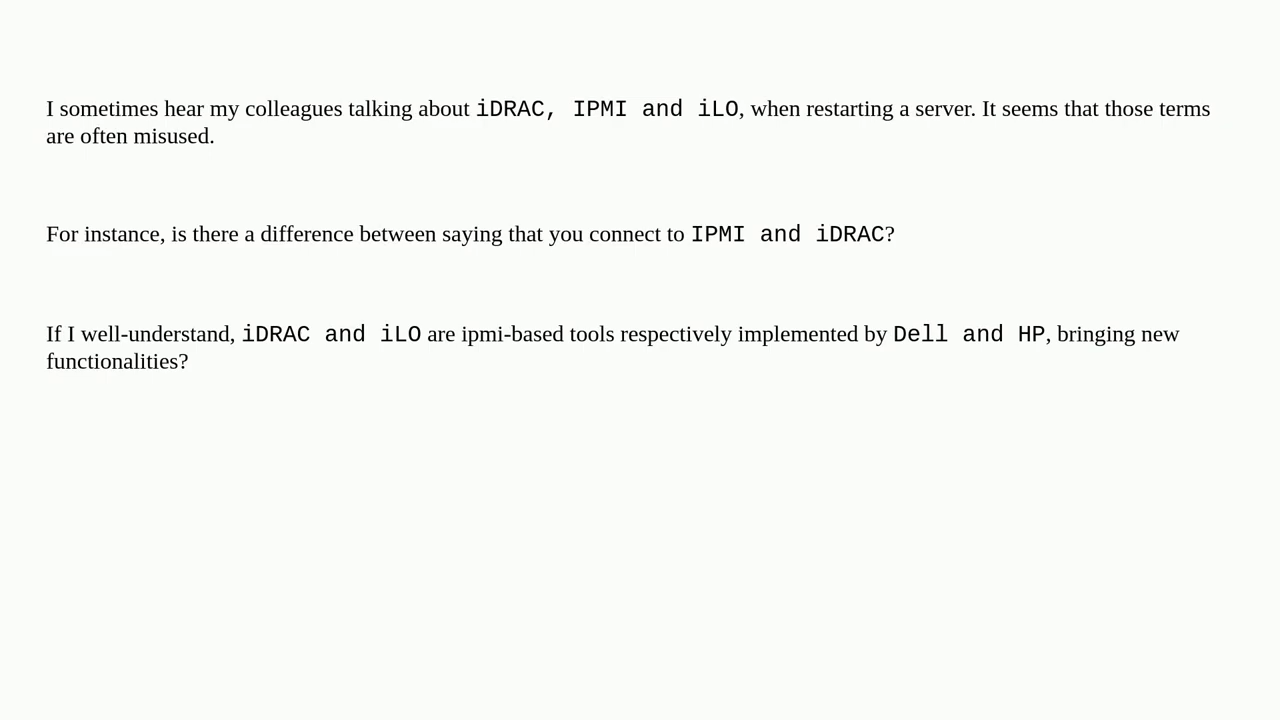 I sometimes hear my colleagues talking about iDRAC, IPMI and iLO, when restarting a server. It seems that those terms
are often misused.
For instance, is there a difference between saying that you connect to IPMI and iDRAC?
If I well-understand, iDRAC and iLO are ipmi-based tools respectively implemented by Dell and HP, bringing new
functionalities?